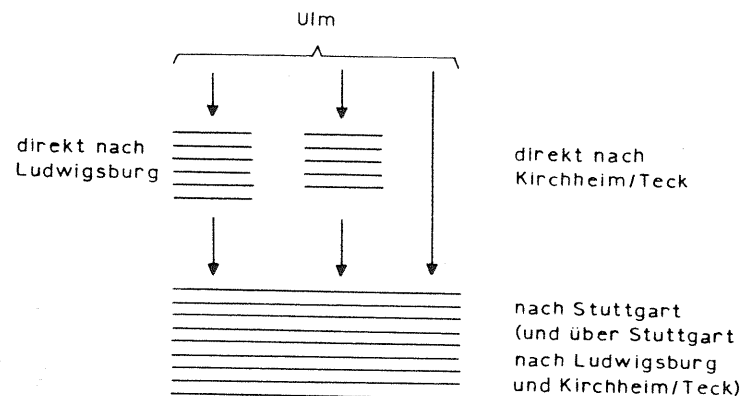 Ulm
direkt nach
Ludwigsburg
direkt nach
Kirchheim/Teck
nach Stuttgart
(und über Stuttgart
nach Ludwigsburg
und Kirchheim/Teck)